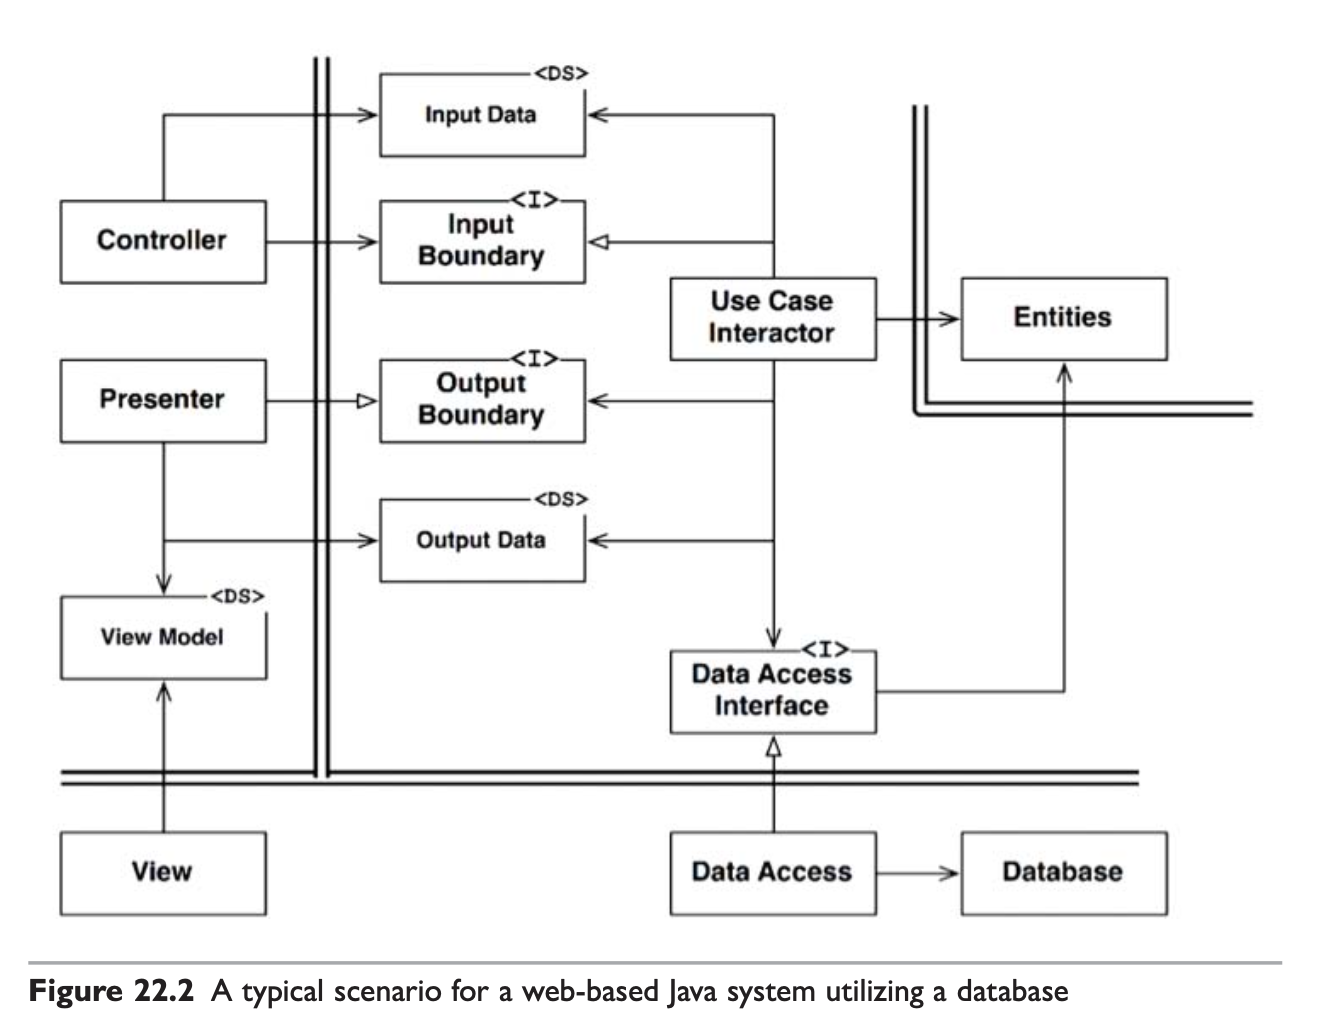 <DS>
Input Data
<I>
Controller
Input
Boundary
Use Case
Interactor
Entities
<I>
Presenter
Output
Boundary
<DS>
Output Data
<DS>
View Model
<I>
Data Access
Interface
View
Data Access
Database
Figure 22.2 A typical scenario for a web-based Java system utilizing a database